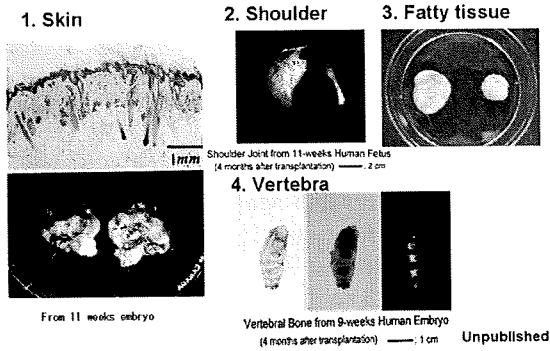 1. Skin
1mm
From 11 weeks embryo
2. Shoulder
Shoulder Joint from 11-weeks Human Fetus
(4 months after transplantation) : 2 cm
3. Fatty tissue
4. Vertebra
Vertebral Bone from 9-weeks Human Embryo
(4 months after transplantation) : 1 cm
Unpublished